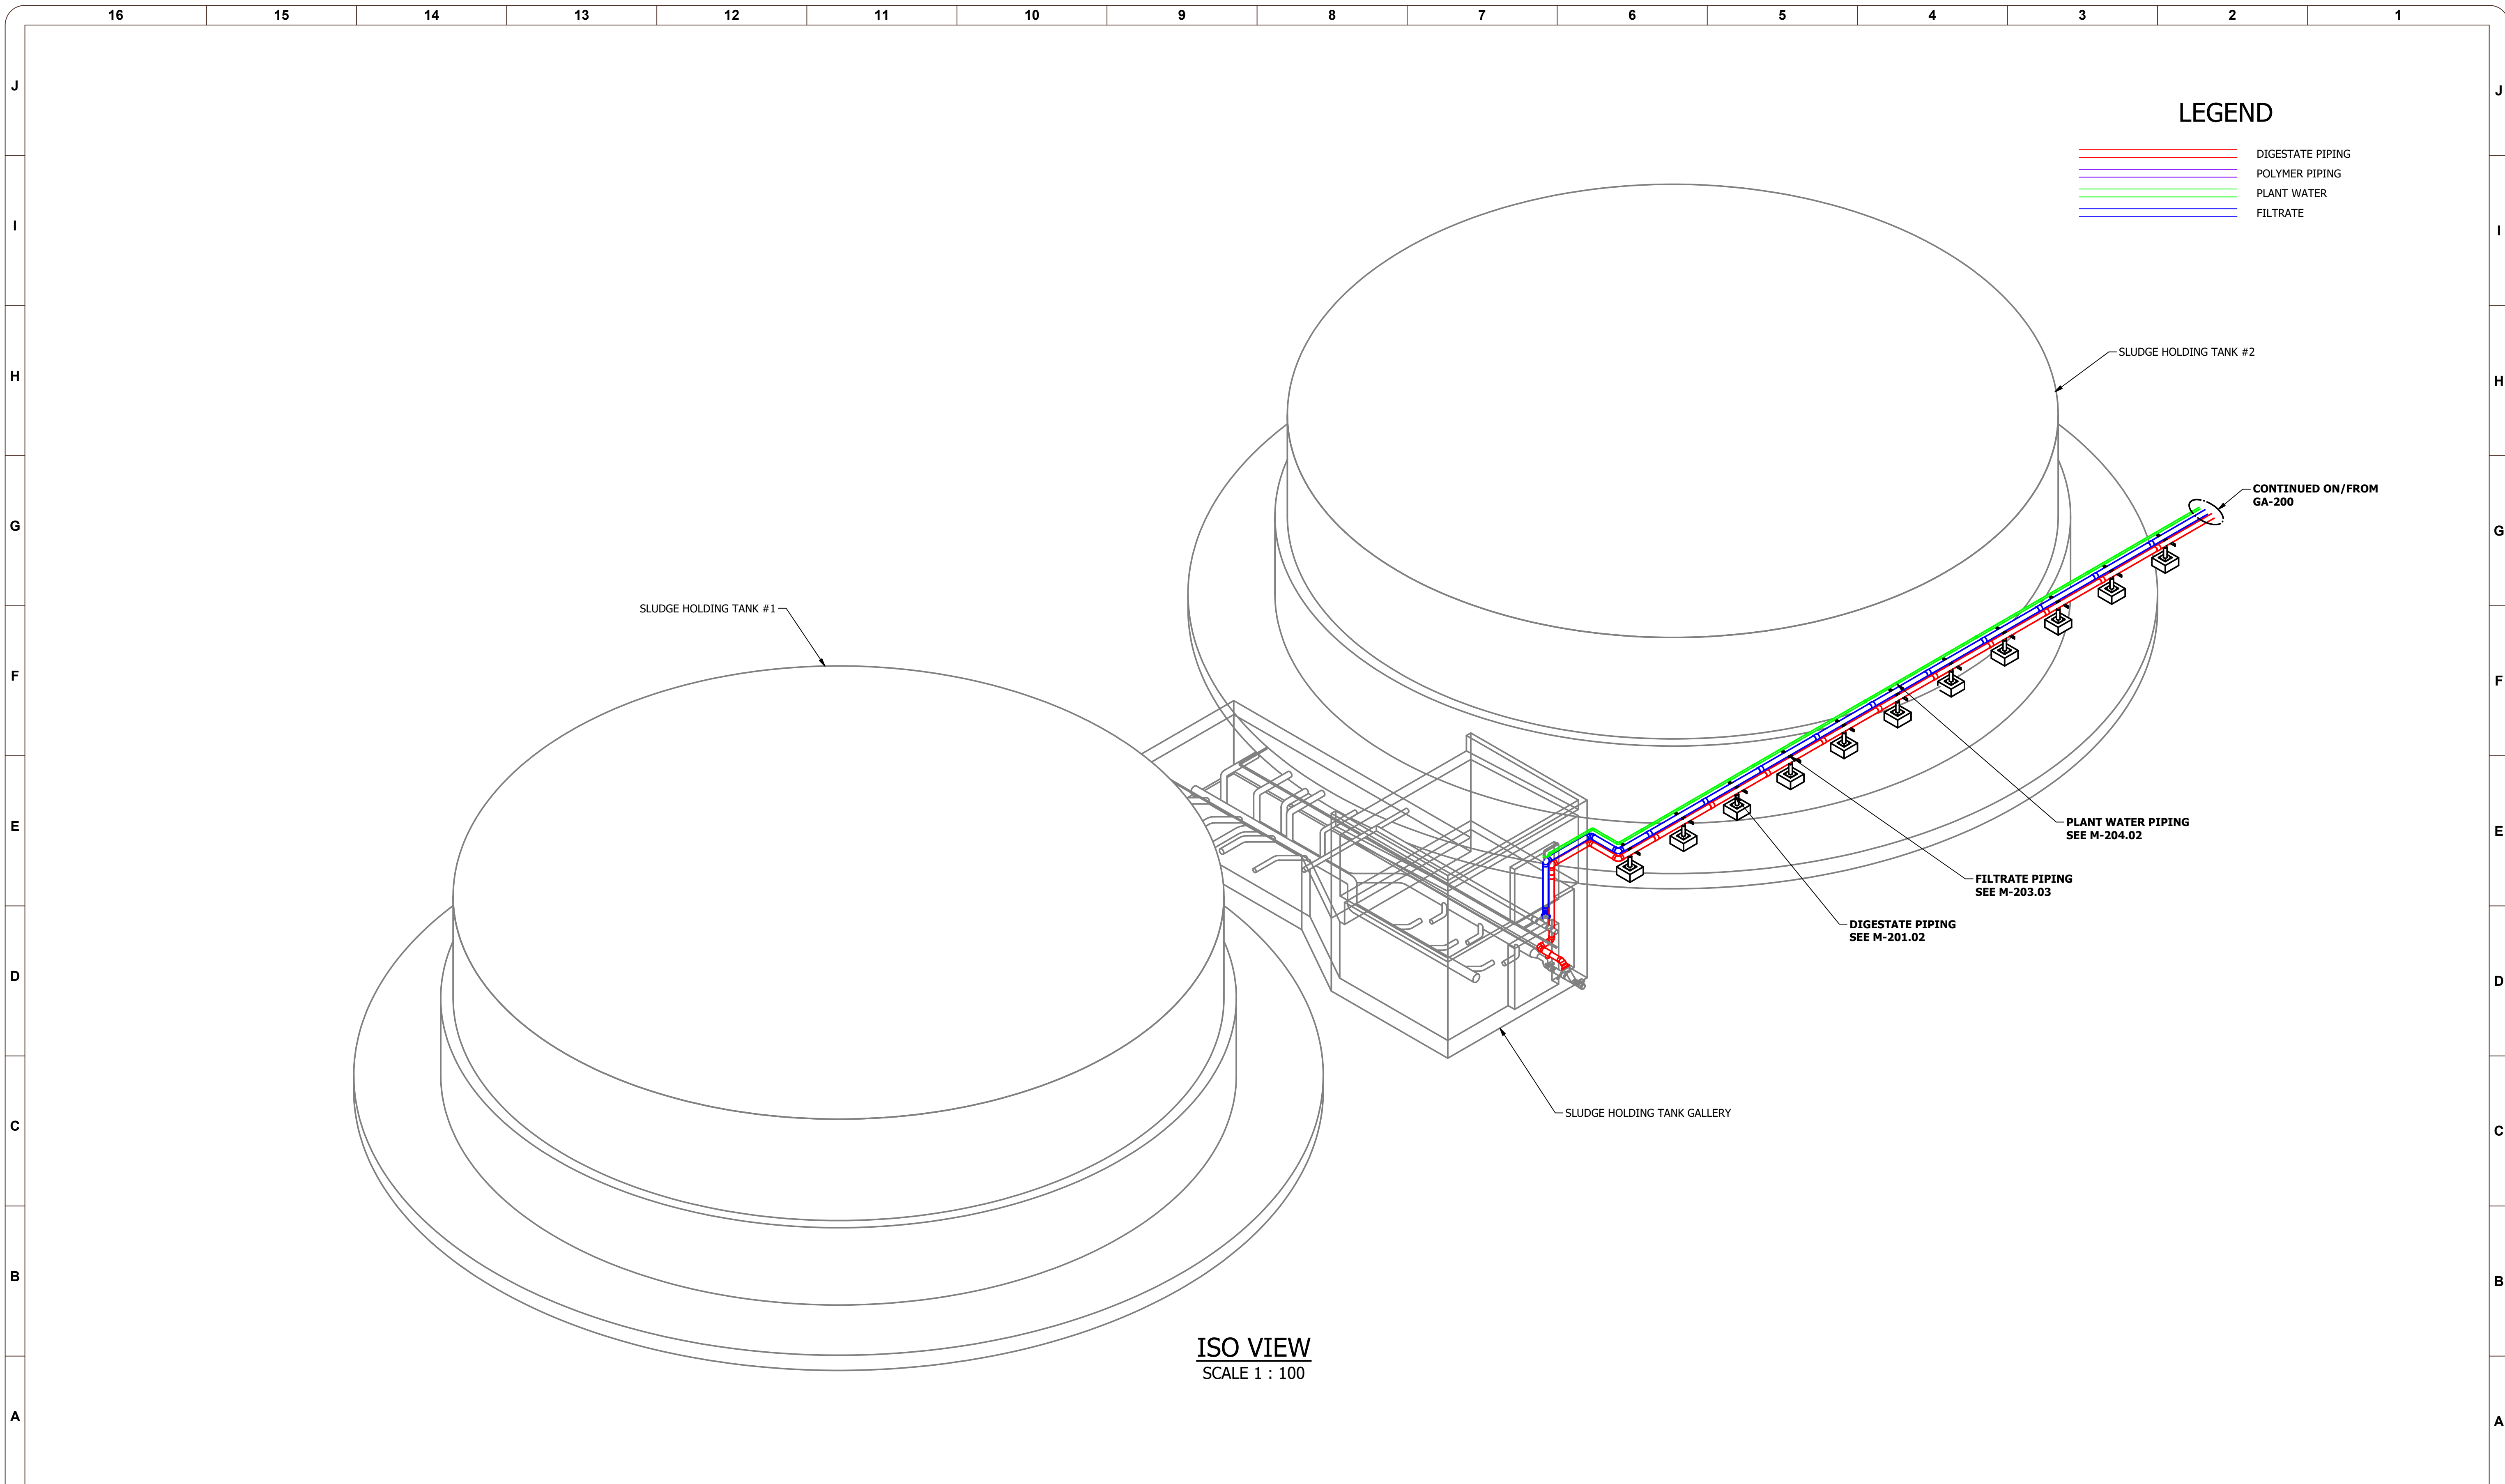 16 15 14 13 12 11 10 9 8 7 6 5 4 3 2 1
J J
LEGEND
DIGESTATE PIPING
POLYMER PIPING
PLANT WATER
FILTRATE
I I
SLUDGE HOLDING TANK #2
H H
CONTINUED ON/FROM
GA-200
G G
SLUDGE HOLDING TANK #1
F F
PLANT WATER PIPING
SEE M-204.02
E E
FILTRATE PIPING
SEE M-203.03
DIGESTATE PIPING
SEE M-201.02
D D
SLUDGE HOLDING TANK GALLERY
C C
B B
ISO VIEW
SCALE 1 : 100
A A